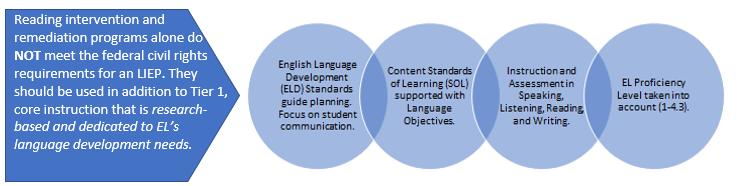 Reading intervention and
remediation programs alone do
NOT meet the federal civil rights
requirements for an LIEP. They
should be used in addition to Tier 1,
core instruction that is research-
based and dedicated to EL's
language development needs.
English Language
Development
(ELD) Standards
guide planning.
Focus on student
communication.
Content Standards
of Learning (SOL)
supported with
Language
Objectives.
Instruction and
Assessment in
Speaking,
Listening, Reading,
and Writing.
EL Proficiency
Level taken into
account (1-4.3).